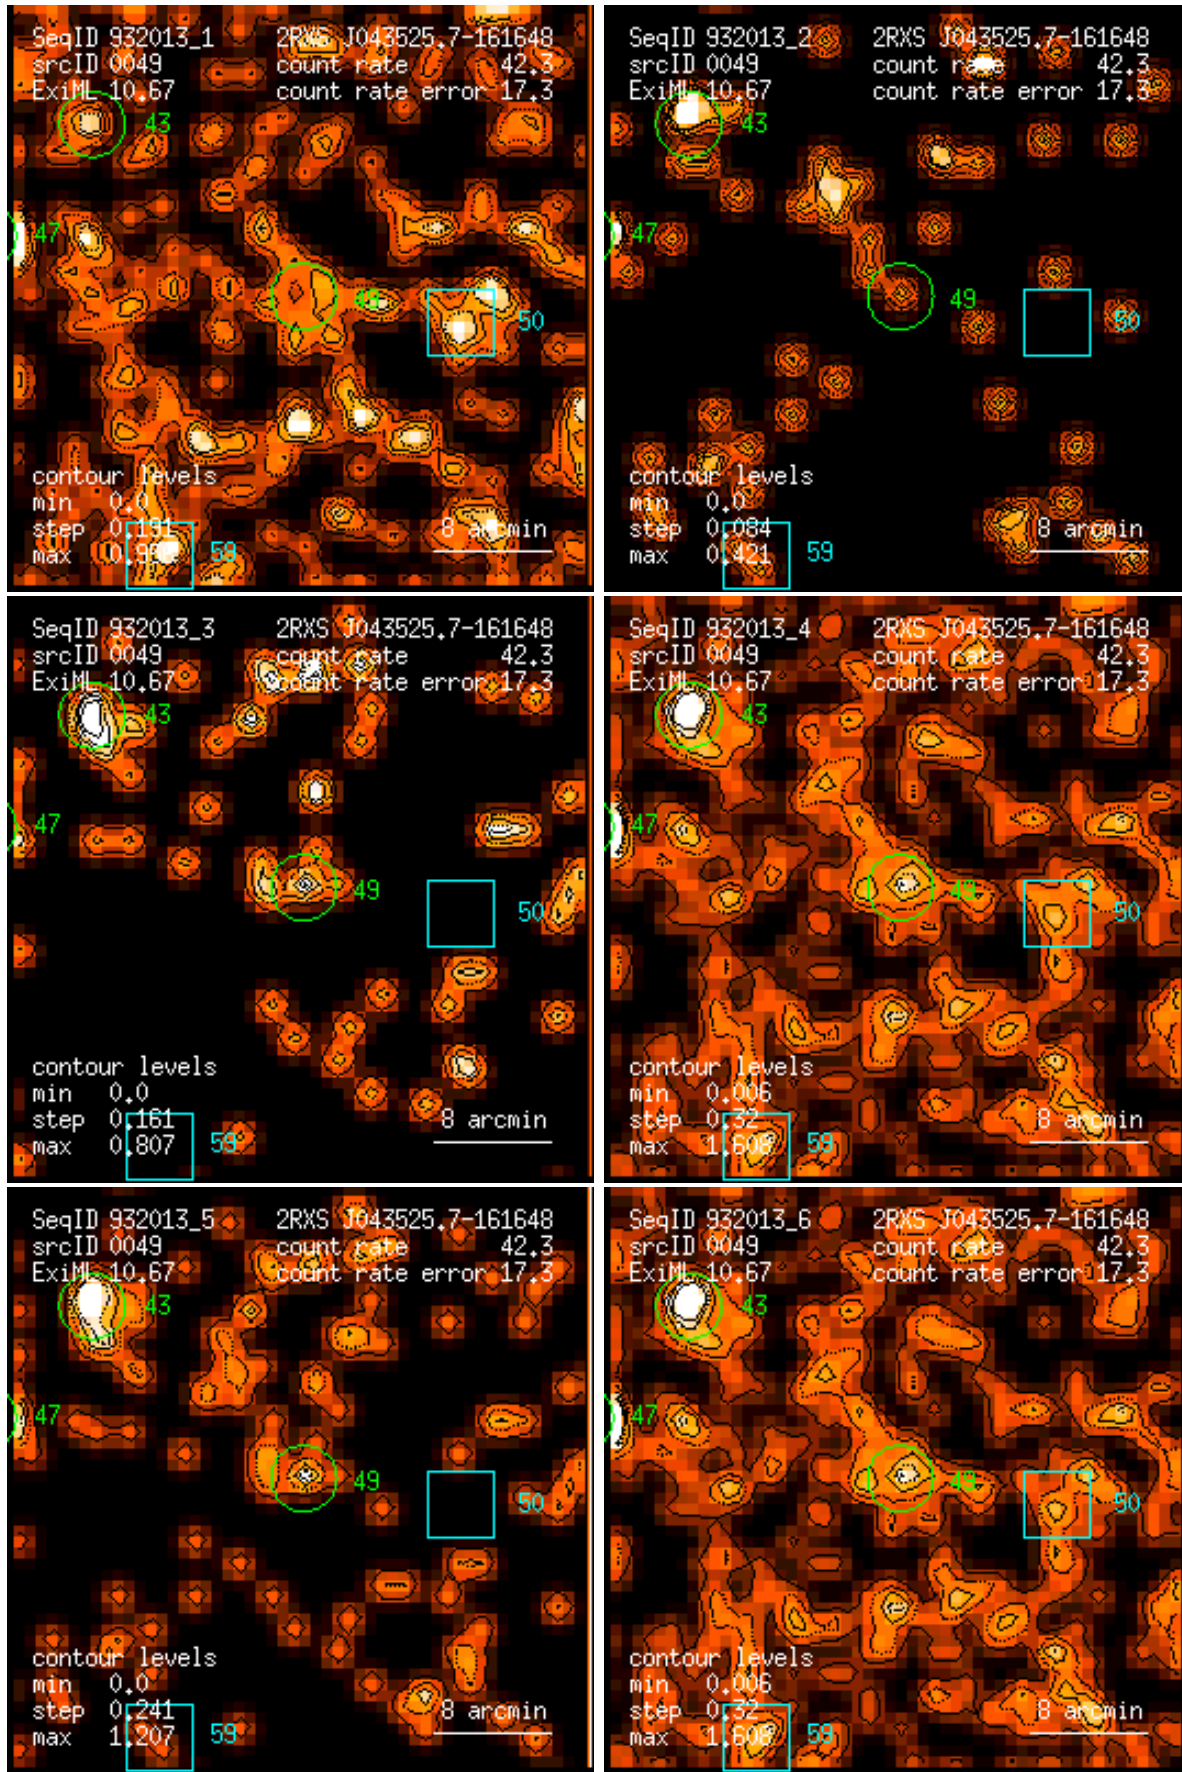 SeqID 932013_1 2RXS J043525.7-161648
srcID 0049 count rate 42.3
ExiML 10.67 count rate error 17.3
43
47
49
50
contour levels
min 0.0
step 0.191
8 arcmin
max
59
SeqID 932013_2 2RXS J043525.7-161648
srcID 0049 count rate 42.3
ExiML 10.67 count rate error 17.3
43
47
49
50
contour levels
min 0.0
step 0.084
8 arcmin
max 0.421
59
SeqID 932013_3 2RXS J043525.7-161648
srcID 0049 count rate 42.3
ExiML 10.67 count rate error 17.3
43
47
49
50
contour levels
min 0.0
step 0.161
8 arcmin
max 0.807
59
SeqID 932013_4 2RXS J043525.7-161648
srcID 0049 count rate 42.3
ExiML 10.67 count rate error 17.3
43
47
49
50
contour levels
min 0.006
step 0.32
8 arcmin
max 1.608
59
SeqID 932013_5 2RXS J043525.7-161648
srcID 0049 count rate 42.3
ExiML 10.67 count rate error 17.3
43
47
49
50
contour levels
min 0.0
step 0.241
8 arcmin
max 1.207
59
SeqID 932013_6 2RXS J043525.7-161648
srcID 0049 count rate 42.3
ExiML 10.67 count rate error 17.3
43
47
49
50
contour levels
min 0.006
step 0.32
8 arcmin
max 1.608
59